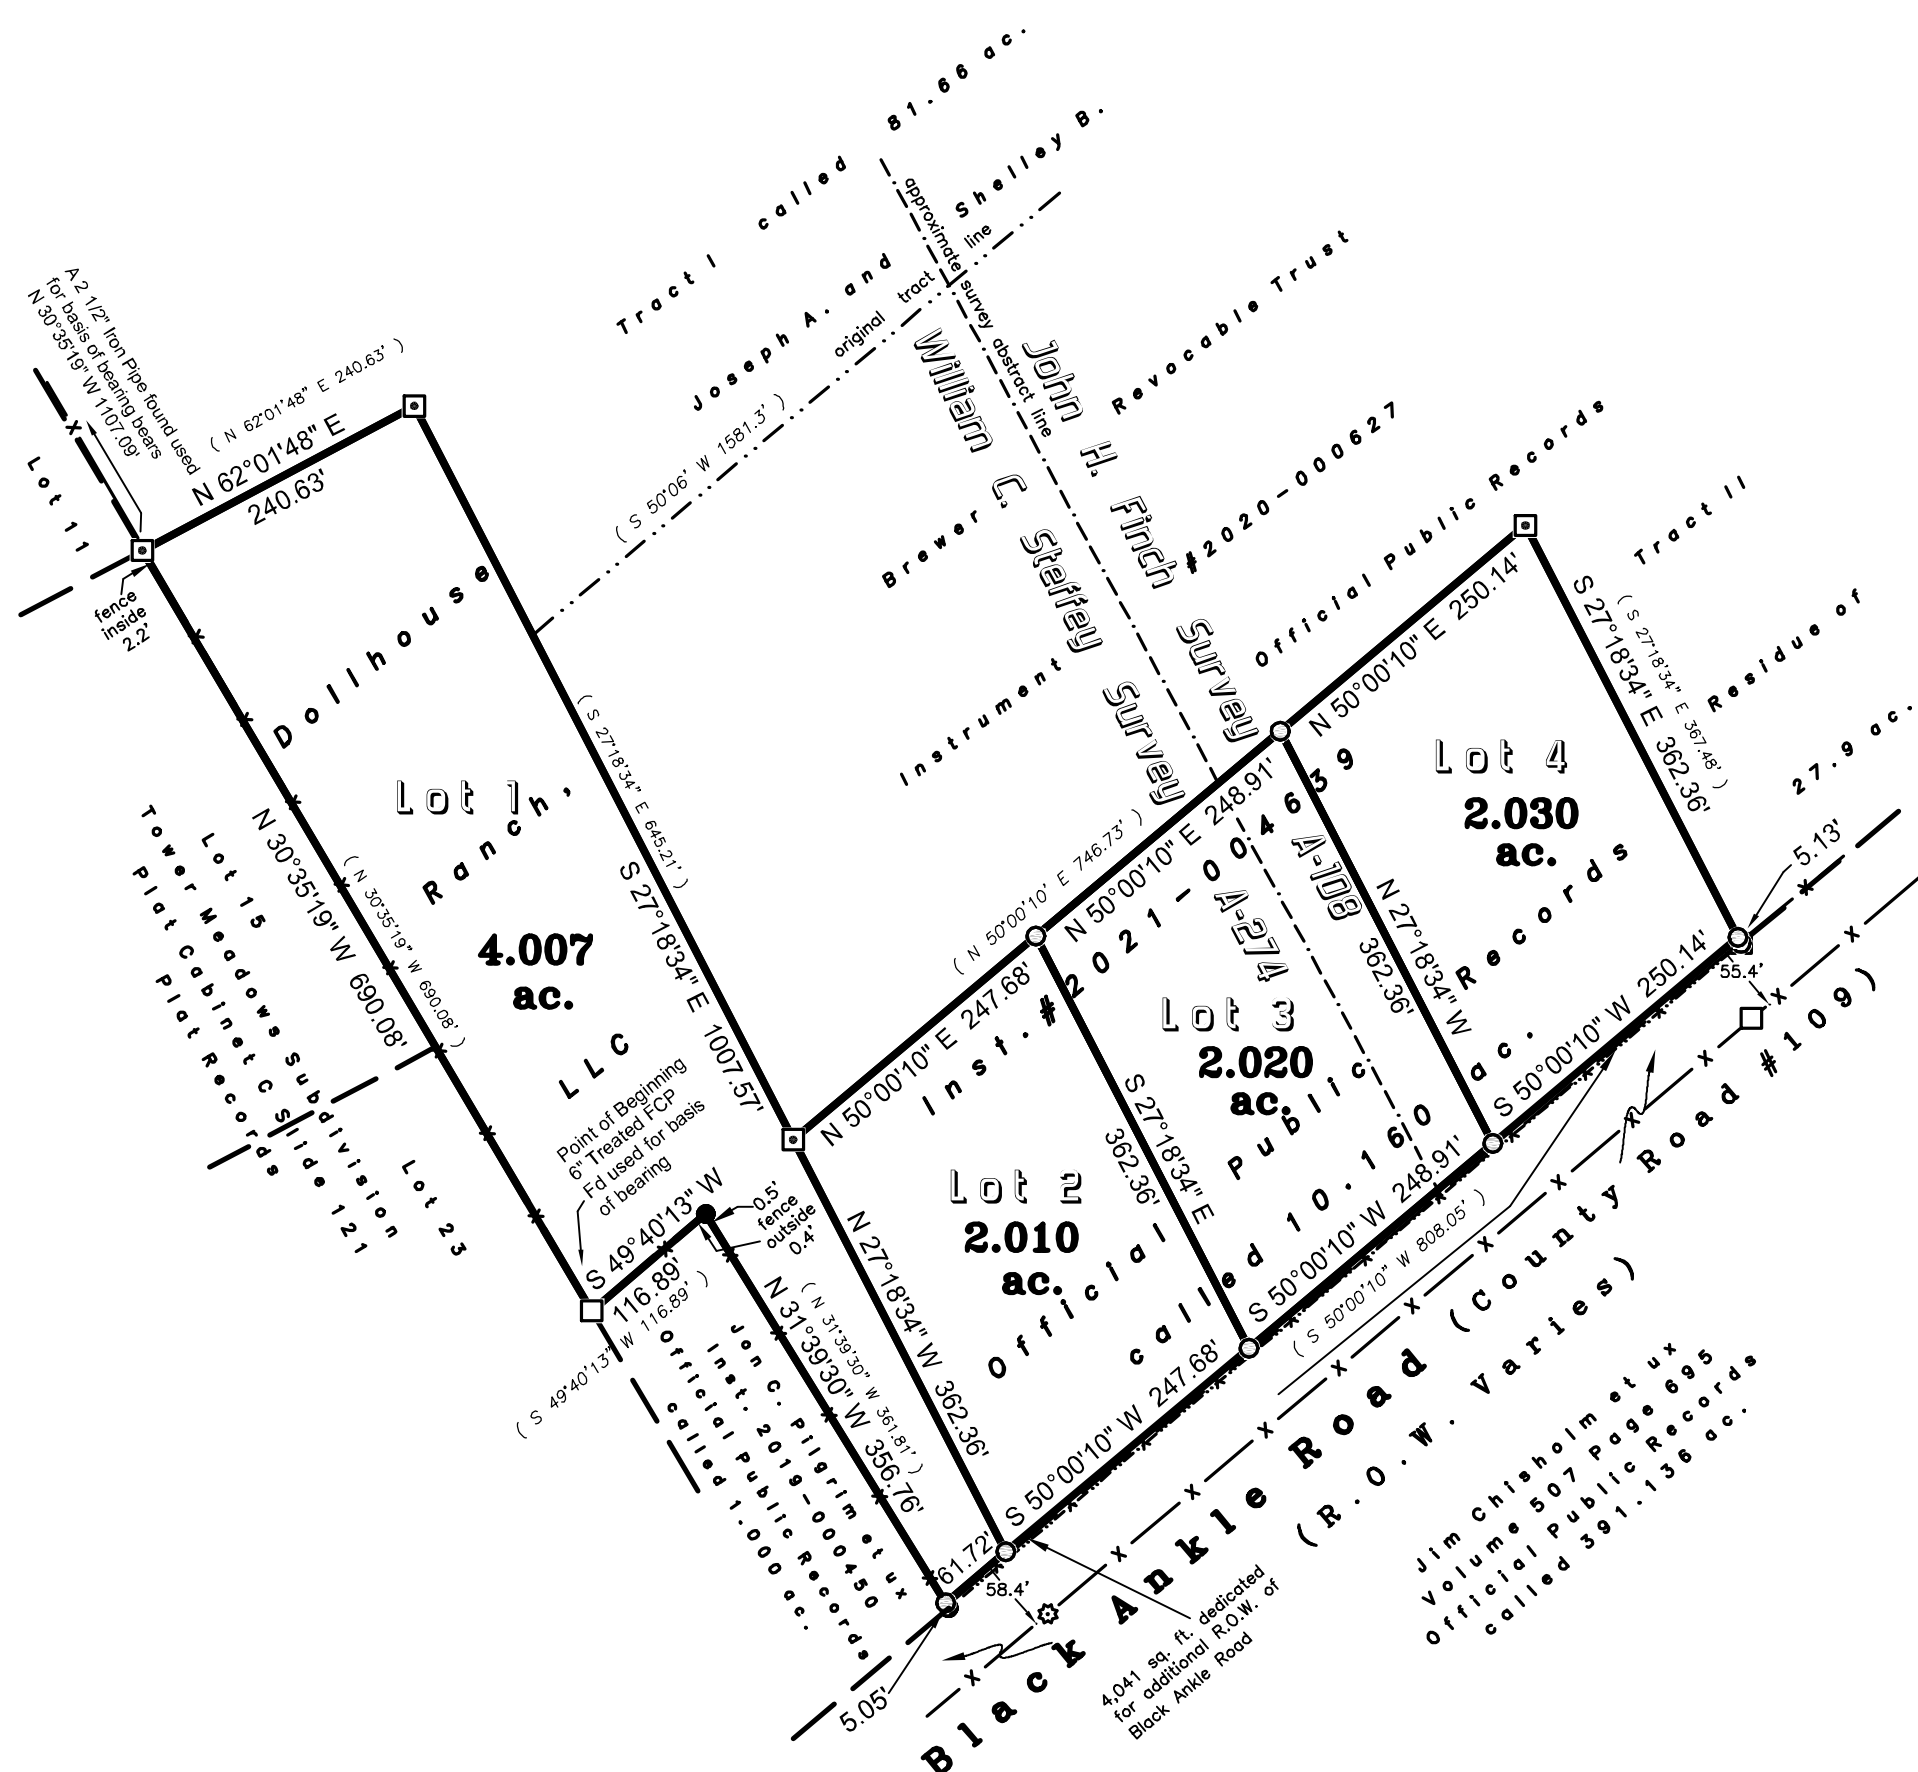 Tract I called 81.66 ac.
Joseph A. and Shelley B.
Brewer Revocable Trust
Instrument #2020-000627
Official Public Records
Residue of Tract II
27.9 ac.
approximate survey abstract line
original tract line
( S 50°06' W 1581.3' )
William C. Steffey Survey
A-274
John H. Finch Survey
A-108
A 2 1/2" Iron Pipe found used
for basis of bearing bears
N 30°35'19" W 1107.09'
Lot 11
( N 62°01'48" E 240.63' )
N 62°01'48" E
240.63'
fence
inside
2.2'
Dollhouse
Ranch,
LLC
Lot 1
4.007
ac.
( S 27°18'34" E 645.21' )
S 27°18'34" E 1007.57'
N 30°35'19" W 690.08'
( N 30°35'19" W 690.08' )
Lot 15
Tower Meadows Subdivision
Plat Cabinet C Slide 121
Plat Records
Lot 23
Point of Beginning
6" Treated FCP
Fd used for basis
of bearing
S 49°40'13" W
116.89'
( S 49°40'13" W 116.89' )
0.5'
fence
outside
0.4'
N 31°39'30" W 356.76'
( N 31°39'30" W 361.81' )
Jon C. Pilgrim et ux
Inst. 2019-000450
Official Public Records
called 1.000 ac.
N 50°00'10" E 247.68'
( N 50°00'10' E 746.73' )
N 50°00'10" E 248.91'
N 50°00'10" E 250.14'
Inst.# 2021-004639
Official Public Records
called 10.160 ac.
Lot 2
2.010
ac.
N 27°18'34" W 362.36'
S 27°18'34" E
362.36'
Lot 3
2.020
ac.
N 27°18'34" W
362.36'
Lot 4
2.030
ac.
S 27°18'34" E 362.36'
( S 27°18'34" E 367.48' )
5.13'
55.4'
S 50°00'10" W 250.14'
S 50°00'10" W 248.91'
S 50°00'10" W 247.68'
( S 50°00'10" W 808.05' )
61.72'
58.4'
5.05'
Black Ankle Road (County Road #109)
(R.O.W. Varies)
4,041 sq. ft. dedicated
for additional R.O.W. of
Black Ankle Road
Jim Chisholm et ux
Volume 507 Page 695
Official Public Records
called 391.136 ac.